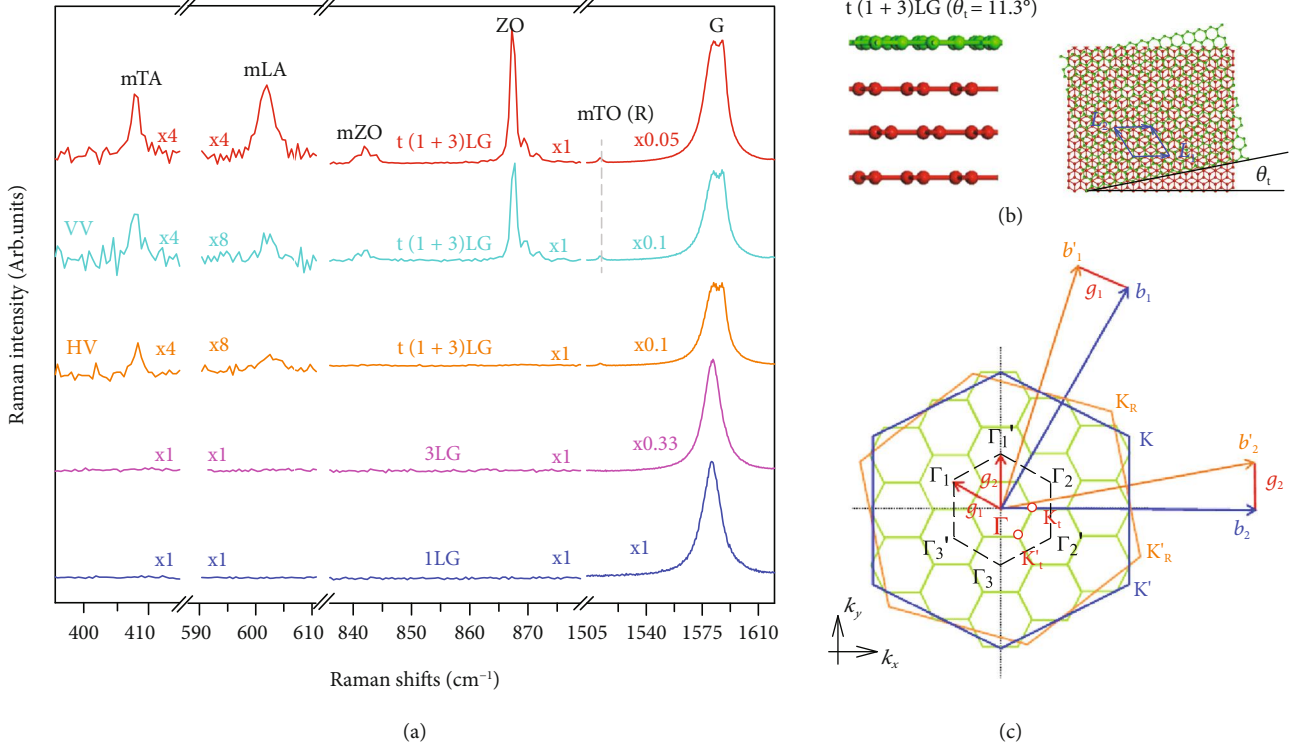 Raman intensity (Arb.units)
mTA
mLA
mZO
ZO
mTO (R)
G
x4
x4
t (1 + 3)LG
x1
x0.05
VV
x4
x8
t (1 + 3)LG
x1
x0.1
HV
x4
x8
t (1 + 3)LG
x1
x0.1
x1
x1
3LG
x1
x0.33
x1
x1
1LG
x1
x1
400 410 590 600 610 840 850 860 870 1505 1540 1575 1610
Raman shifts (cm⁻¹)
(a)
t (1 + 3)LG (θt = 11.3°)
θt
(b)
b'1
g1
b1
KR
K
b'2
g2
b2
Γ1'
Γ1
g2
Γ2
g1
Γ
Kt
Γ3'
K't
Γ2'
Γ3
K'R
K'
ky
kx
(c)